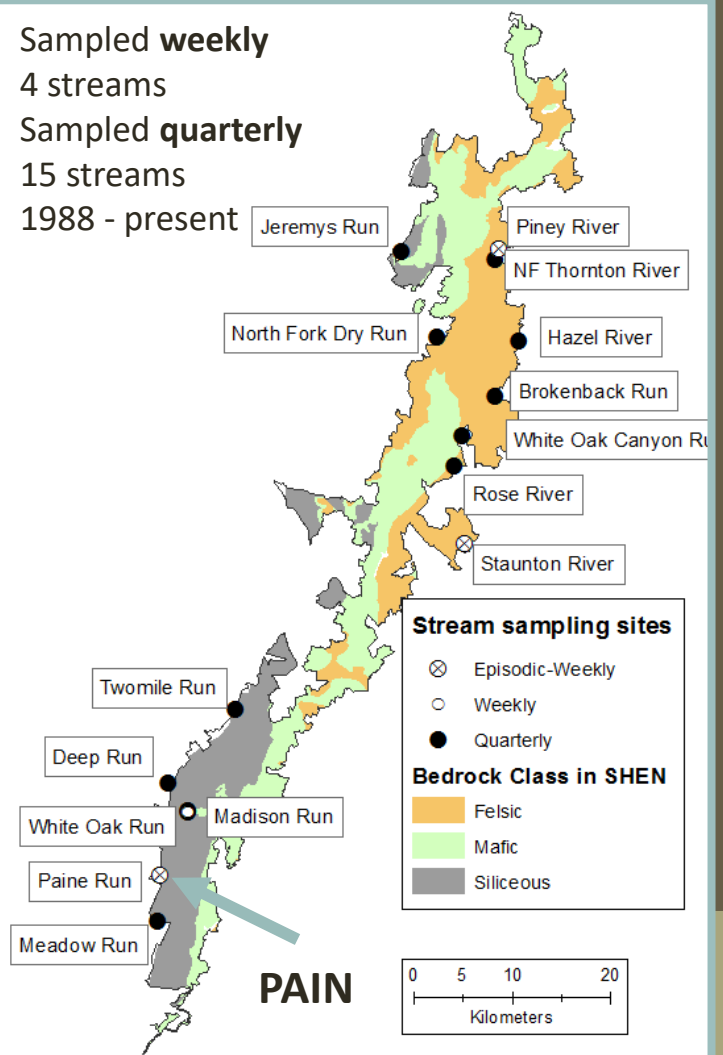 Sampled weekly
4 streams
Sampled quarterly
15 streams
1988 - present
Jeremys Run
Piney River
NF Thornton River
North Fork Dry Run
Hazel River
Brokenback Run
White Oak Canyon Ru
Rose River
Staunton River
Stream sampling sites
Episodic-Weekly
Weekly
Quarterly
Bedrock Class in SHEN
Felsic
Mafic
Siliceous
Twomile Run
Deep Run
White Oak Run
Madison Run
Paine Run
Meadow Run
PAIN
0 5 10 20
Kilometers